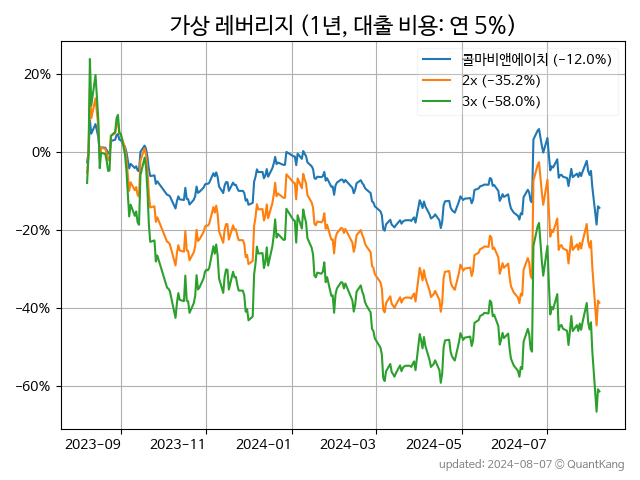 가상 레버리지 (1년, 대출 비용: 연 5%)
콜마비앤에이치 (−12.0%)
2x (−35.2%)
3x (−58.0%)
20%
0%
−20%
−40%
−60%
2023-09
2023-11
2024-01
2024-03
2024-05
2024-07
updated: 2024-08-07 © QuantKang